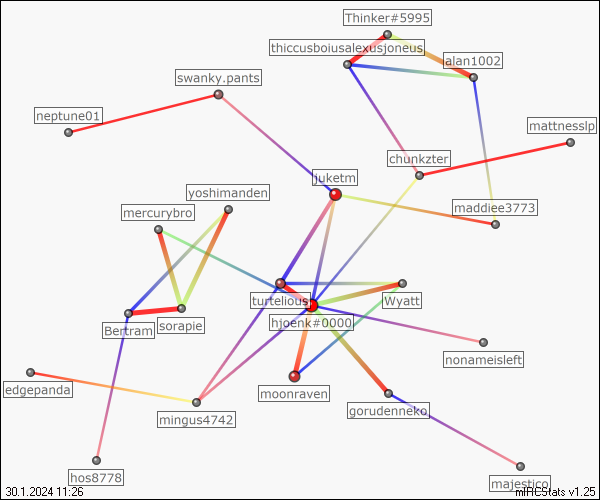 Thinker#5995
thiccusboiusalexusjoneus
alan1002
swanky.pants
neptune01
mattnesslp
chunkzter
juketm
yoshimanden
mercurybro
maddiee3773
turtelious
Wyatt
hjoenk#0000
Bertram
sorapie
nonameisleft
edgepanda
moonraven
gorudenneko
mingus4742
hos8778
majestico
30.1.2024 11:26
mIRCStats v1.25